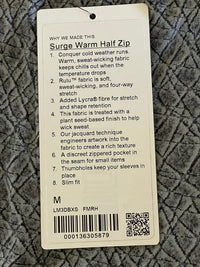 WHY WE MADE THIS
Surge Warm Half Zip
1. Conquer cold weather runs.
Warm, sweat-wicking fabric
keeps chills out when the
temperature drops
2. Rulu™ fabric is soft,
sweat-wicking, and four-way
stretch
3. Added Lycra® fibre for stretch
and shape retention
4. This fabric is treated with a
plant seed-based finish to help
wick sweat
5. Our jacquard technique
engineers artwork into the
fabric to create a rich texture
6. A discreet zippered pocket in
the seam for small items
7. Thumbholes keep your sleeves in
place
8. Slim fit
M
LM3DBXS FMRH
000136305879